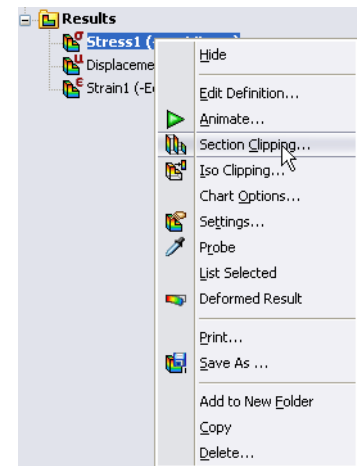 Results
Stress1 (-
Displaceme
Strain1 (-E
Hide
Edit Definition...
Animate...
Section Clipping...
Iso Clipping...
Chart Options...
Settings...
Probe
List Selected
Deformed Result
Print...
Save As ...
Add to New Folder
Copy
Delete...